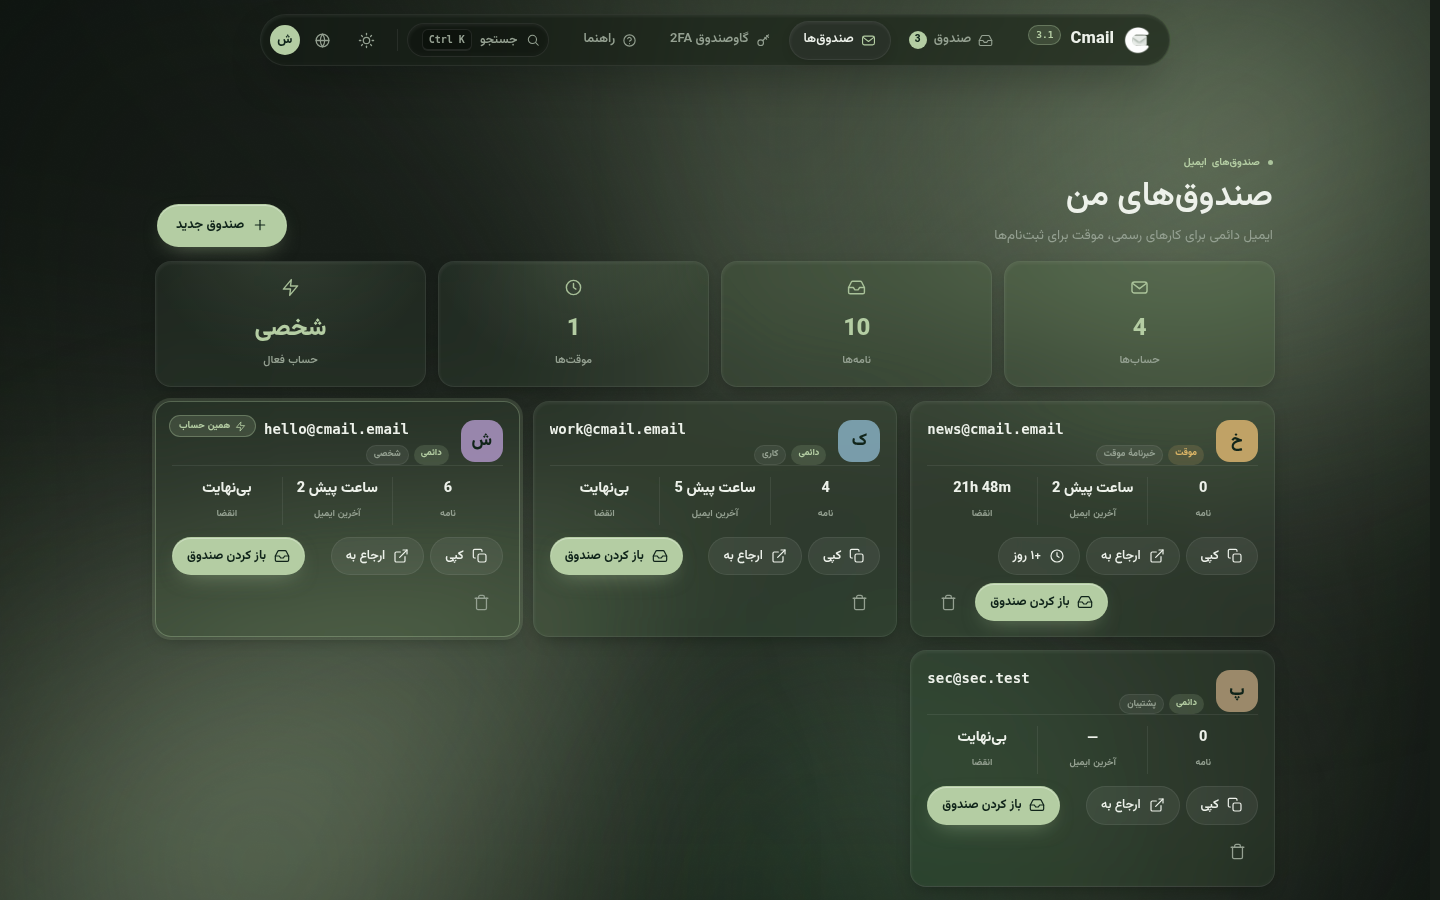 Cmail 3.1
صندوق 3
صندوق‌ها
گاوصندوق 2FA
راهنما
جستجو Ctrl K
ش
صندوق‌های ایمیل
صندوق‌های من
ایمیل دائمی برای کارهای رسمی، موقت برای ثبت‌نام‌ها
صندوق جدید
4
حساب‌ها
10
نامه‌ها
1
موقت‌ها
شخصی
حساب فعال
خ
news@cmail.email
موقت خبرنامهٔ موقت
0 2 ساعت پیش 21h 48m
نامه آخرین ایمیل انقضا
کپی ارجاع به +۱ روز
باز کردن صندوق
ک
work@cmail.email
دائمی کاری
4 5 ساعت پیش بی‌نهایت
نامه آخرین ایمیل انقضا
کپی ارجاع به باز کردن صندوق
ش
hello@cmail.email همین حساب
دائمی شخصی
6 2 ساعت پیش بی‌نهایت
نامه آخرین ایمیل انقضا
کپی ارجاع به باز کردن صندوق
پ
sec@sec.test
دائمی پشتیبان
0 — بی‌نهایت
نامه آخرین ایمیل انقضا
کپی ارجاع به باز کردن صندوق